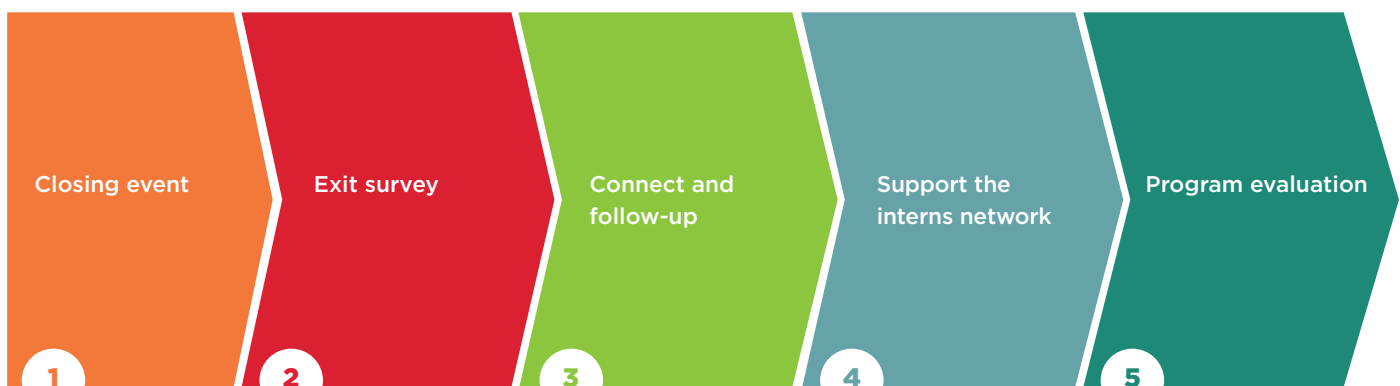 Closing event
Exit survey
Connect and
follow-up
Support the
interns network
Program evaluation
1
2
3
4
5